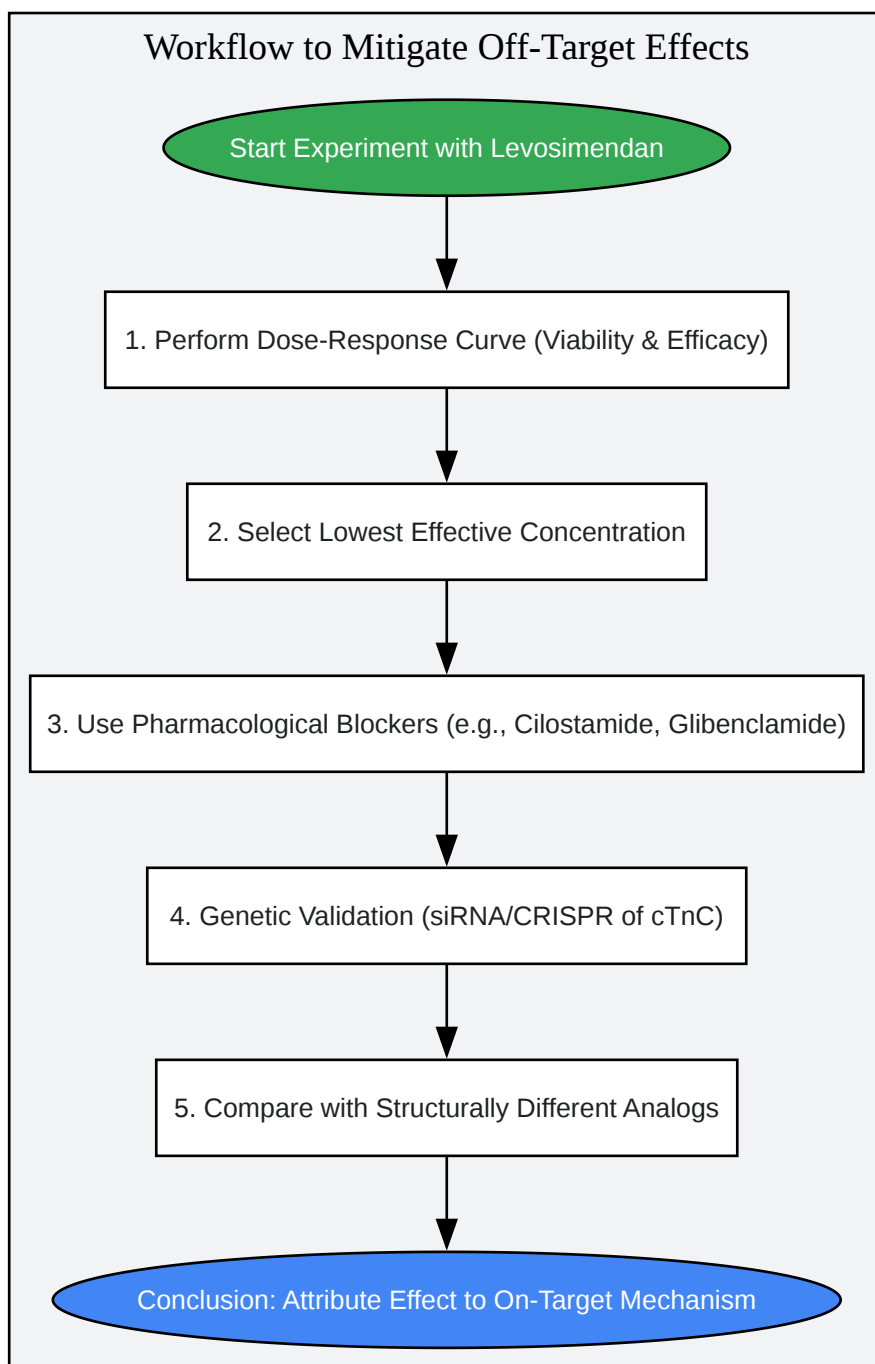 Workflow to Mitigate Off-Target Effects
Start Experiment with Levosimendan
1. Perform Dose-Response Curve (Viability & Efficacy)
2. Select Lowest Effective Concentration
3. Use Pharmacological Blockers (e.g., Cilostamide, Glibenclamide)
4. Genetic Validation (siRNA/CRISPR of cTnC)
5. Compare with Structurally Different Analogs
Conclusion: Attribute Effect to On-Target Mechanism